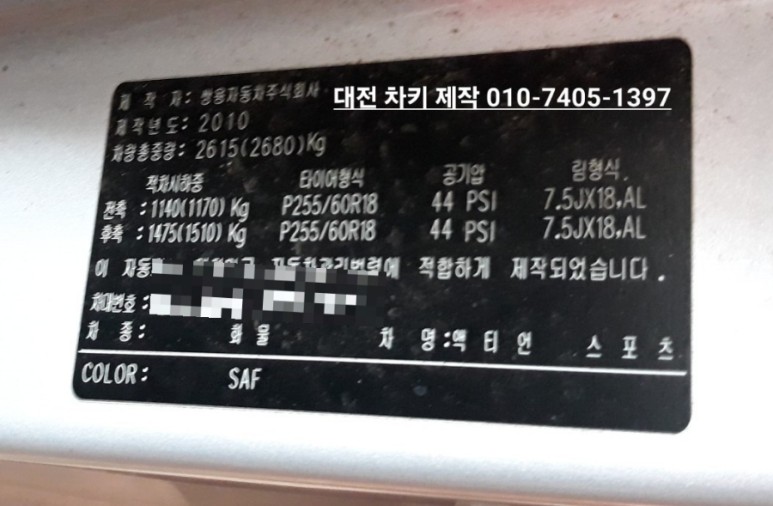 제 작 자: 쌍용자동차주식회사 대전 차키 제작 010-7405-1397
제작년도: 2010
차량총중량: 2615(2680)Kg
적차시하중 타이어형식 공기압 림형식.
전축 :1140(1170) Kg P255/60R18 44 PSI 7.5JX18,AL
후축 :1475(1510) Kg P255/60R18 44 PSI 7.5JX18,AL
이 적합하게 제작되었습니다.
차대번호 :
차 종: 화물 차 명:액 티 언 스 포 츠
COLOR: SAF